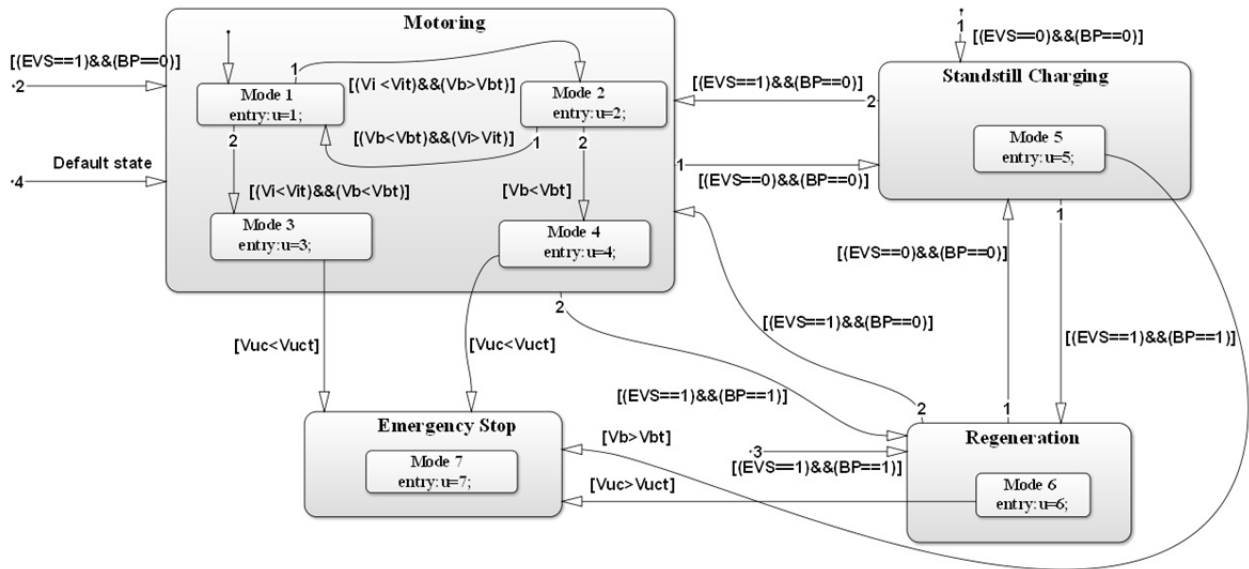 Motoring
1
[(EVS==0)&&(BP==0)]
[(EVS==1)&&(BP==0)]
2
1
[(Vi <Vit)&&(Vb>Vbt)]
Mode 1
entry:u=1;
Mode 2
entry:u=2;
[(EVS==1)&&(BP==0)]
2
Standstill Charging
Mode 5
entry:u=5;
2
[(Vb<Vbt)&&(Vi>Vit)]
1
2
Default state
4
1
[(EVS==0)&&(BP==0)]
[(Vi<Vit)&&(Vb<Vbt)]
[Vb<Vbt]
1
Mode 3
entry:u=3;
Mode 4
entry:u=4;
[(EVS==0)&&(BP==0)]
2
[(EVS==1)&&(BP==0)]
[Vuc<Vuct]
[Vuc<Vuct]
[(EVS==1)&&(BP==1)]
[(EVS==1)&&(BP==1)]
2
1
Emergency Stop
[Vb>Vbt]
Regeneration
3
[(EVS==1)&&(BP==1)]
Mode 7
entry:u=7;
[Vuc>Vuct]
Mode 6
entry:u=6;